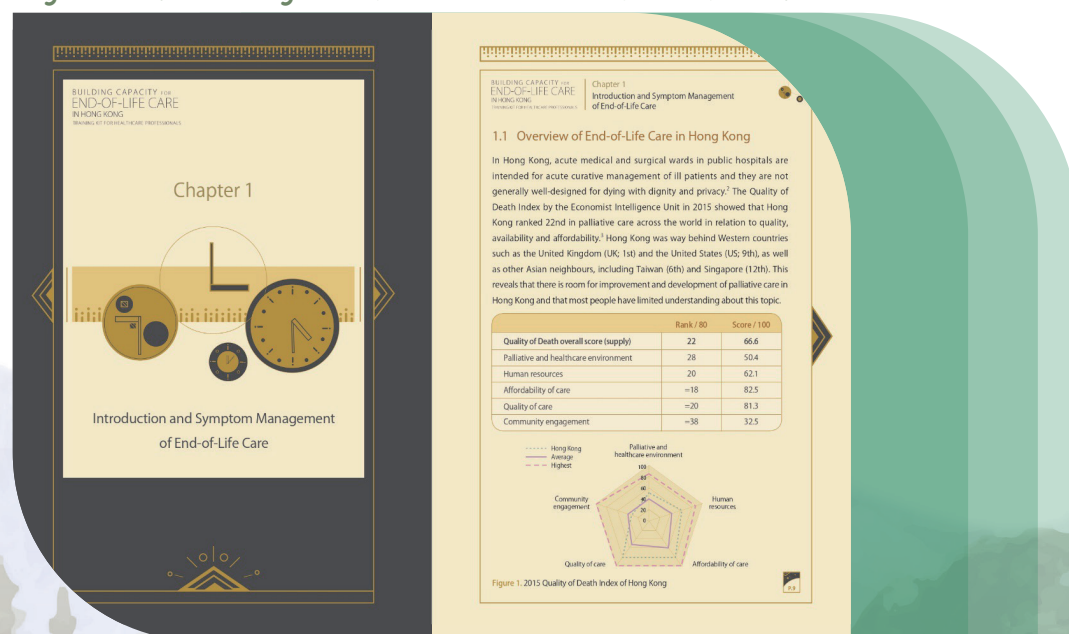 BUILDING CAPACITY FOR
END-OF-LIFE CARE
IN HONG KONG
TRAINING KIT FOR HEALTHCARE PROFESSIONALS
Chapter 1
Introduction and Symptom Management
of End-of-Life Care
BUILDING CAPACITY FOR
END-OF-LIFE CARE
IN HONG KONG
TRAINING KIT FOR HEALTHCARE PROFESSIONALS
Chapter 1
Introduction and Symptom Management
of End-of-Life Care
1.1 Overview of End-of-Life Care in Hong Kong
In Hong Kong, acute medical and surgical wards in public hospitals are
intended for acute curative management of ill patients and they are not
generally well-designed for dying with dignity and privacy.² The Quality of
Death Index by the Economist Intelligence Unit in 2015 showed that Hong
Kong ranked 22nd in palliative care across the world in relation to quality,
availability and affordability.³ Hong Kong was way behind Western countries
such as the United Kingdom (UK; 1st) and the United States (US; 9th), as well
as other Asian neighbours, including Taiwan (6th) and Singapore (12th). This
reveals that there is room for improvement and development of palliative care in
Hong Kong and that most people have limited understanding about this topic.
Rank / 80 Score / 100
Quality of Death overall score (supply) 22 66.6
Palliative and healthcare environment 28 50.4
Human resources 20 62.1
Affordability of care =18 82.5
Quality of care =20 81.3
Community engagement =38 32.5
Hong Kong
Average
Highest
Palliative and
healthcare environment
100
80
60
40
20
0
Community
engagement
Human
resources
Quality of care
Affordability of care
Figure 1. 2015 Quality of Death Index of Hong Kong